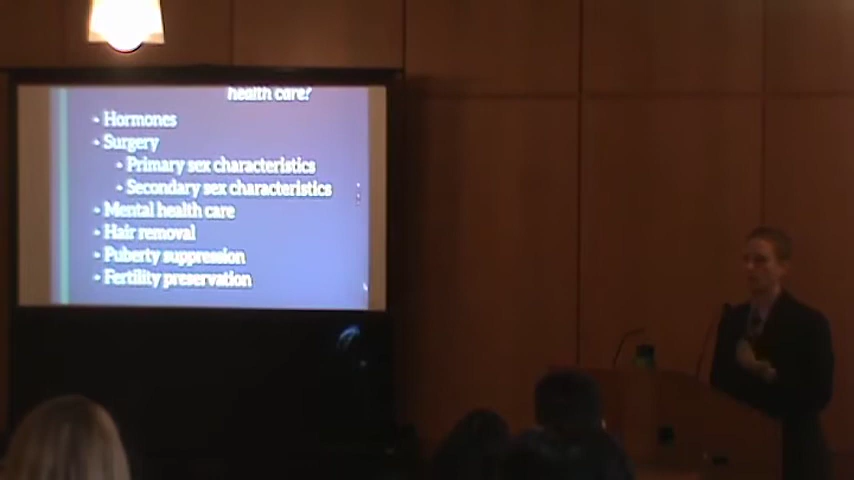 health care?
• Hormones
• Surgery
• Primary sex characteristics
• Secondary sex characteristics
• Mental health care
• Hair removal
• Puberty suppression
• Fertility preservation